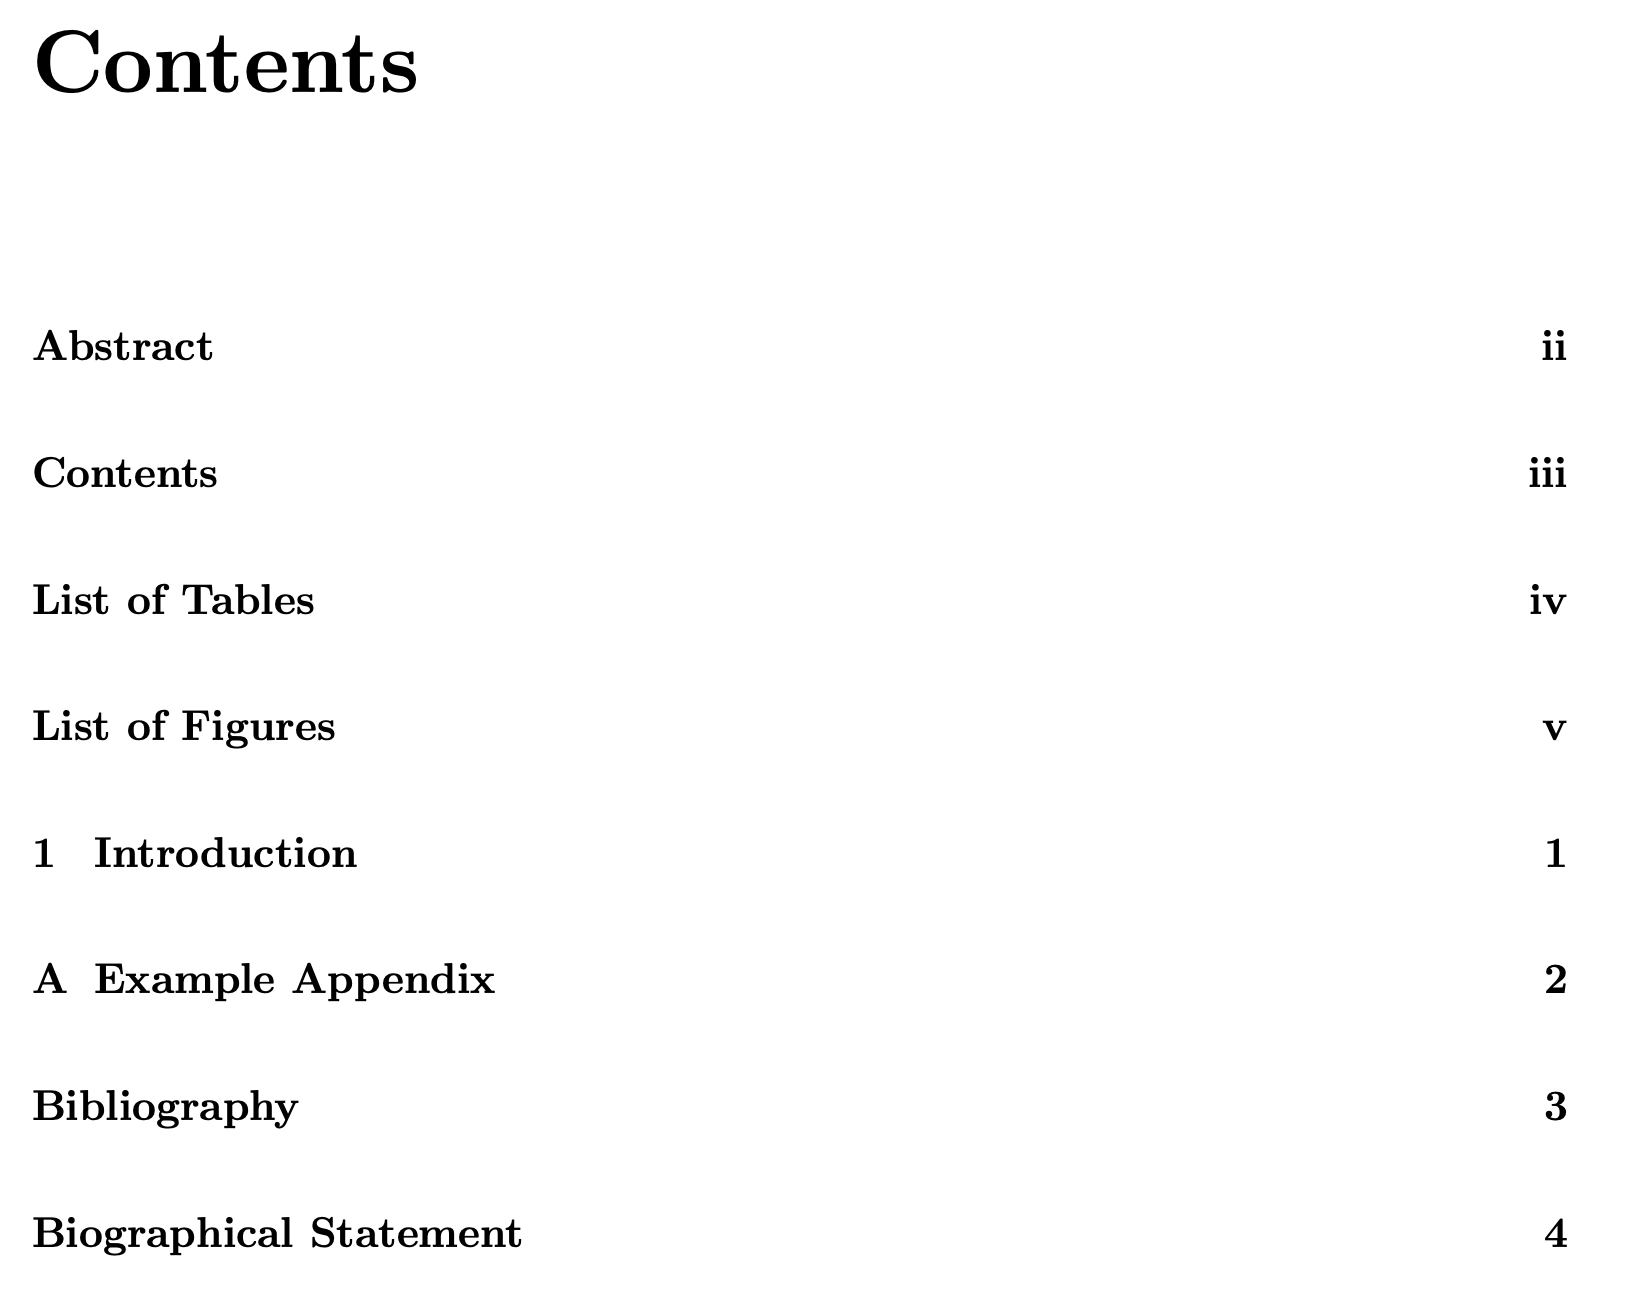 Contents
Abstract ii
Contents iii
List of Tables iv
List of Figures v
1 Introduction 1
A Example Appendix 2
Bibliography 3
Biographical Statement 4